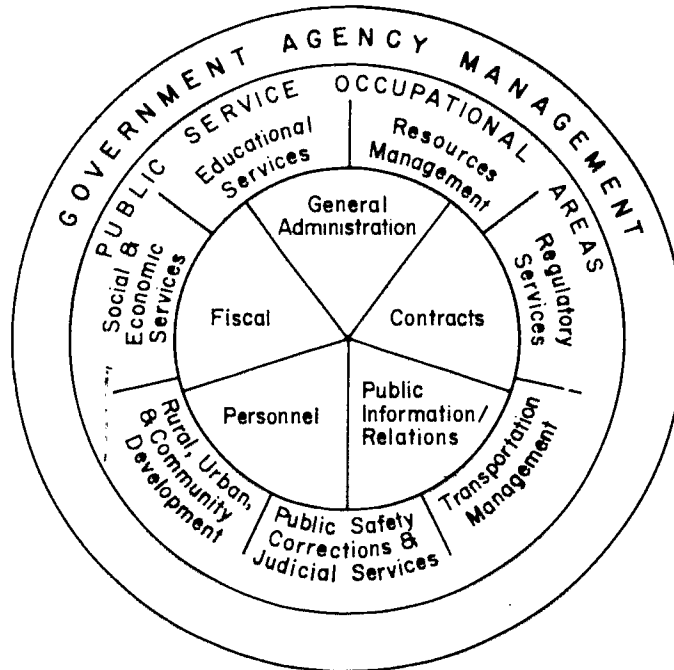 GOVERNMENT AGENCY MANAGEMENT
PUBLIC SERVICE OCCUPATIONAL AREAS
Educational
Services
Resources
Management
Social &
Economic
Services
Regulatory
Services
General
Administration
Fiscal
Contracts
Personnel
Public
Information/
Relations
Rural, Urban,
& Community
Development
Public Safety
Corrections &
Judicial Services
Transportation
Management